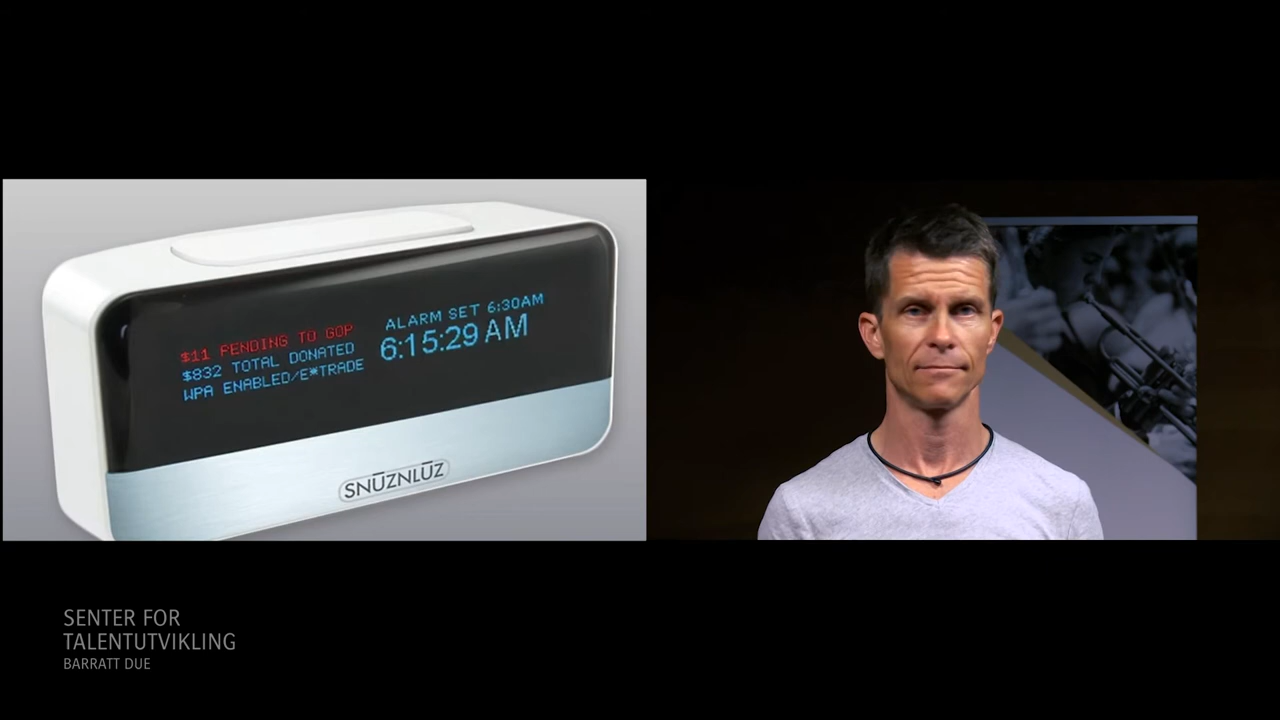 $11 PENDING TO GOP
$832 TOTAL DONATED
WPA ENABLED/E*TRADE
ALARM SET 6:30AM
6:15:29 AM
SNŪZNLŪZ
SENTER FOR
TALENTUTVIKLING
BARRATT DUE